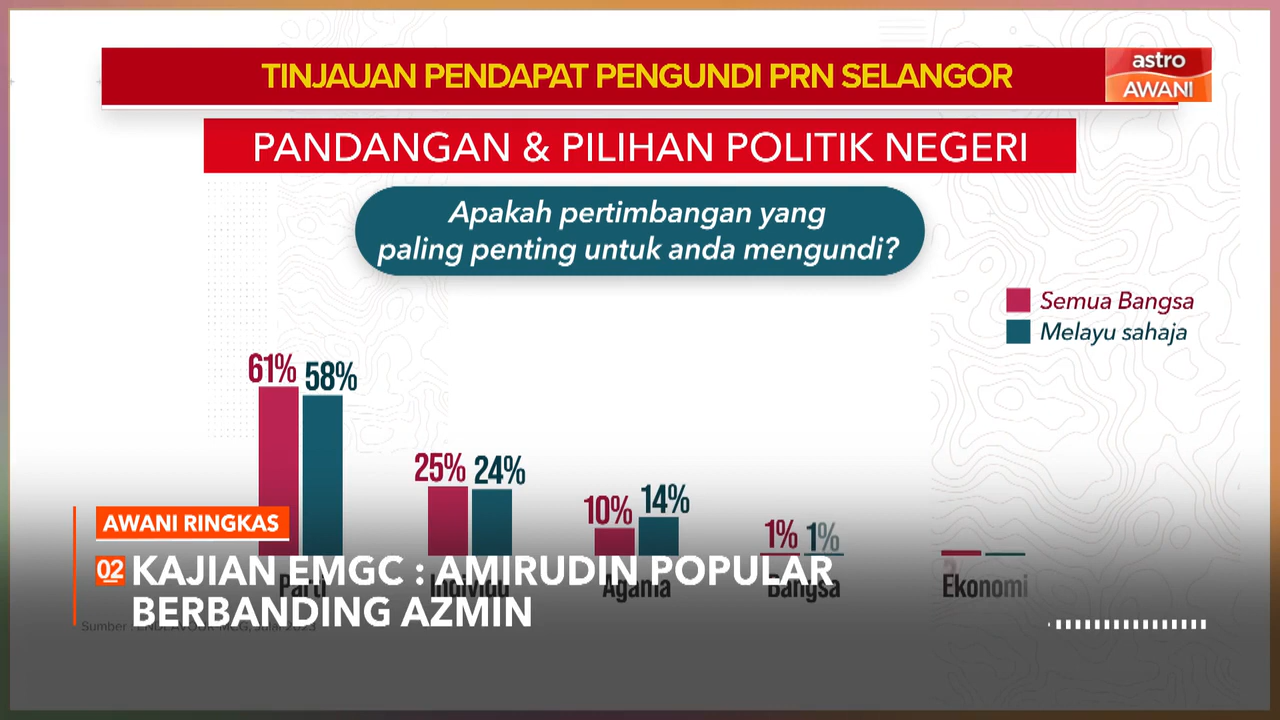 TINJAUAN PENDAPAT PENGUNDI PRN SELANGOR
astro
AWANI
PANDANGAN & PILIHAN POLITIK NEGERI
Apakah pertimbangan yang
paling penting untuk anda mengundi?
Semua Bangsa
Melayu sahaja
61% 58%
25% 24%
10% 14%
1% 1%
Parti Individu Agama Bangsa Ekonomi
AWANI RINGKAS
02 KAJIAN EMGC : AMIRUDIN POPULAR
BERBANDING AZMIN
Sumber : 2023